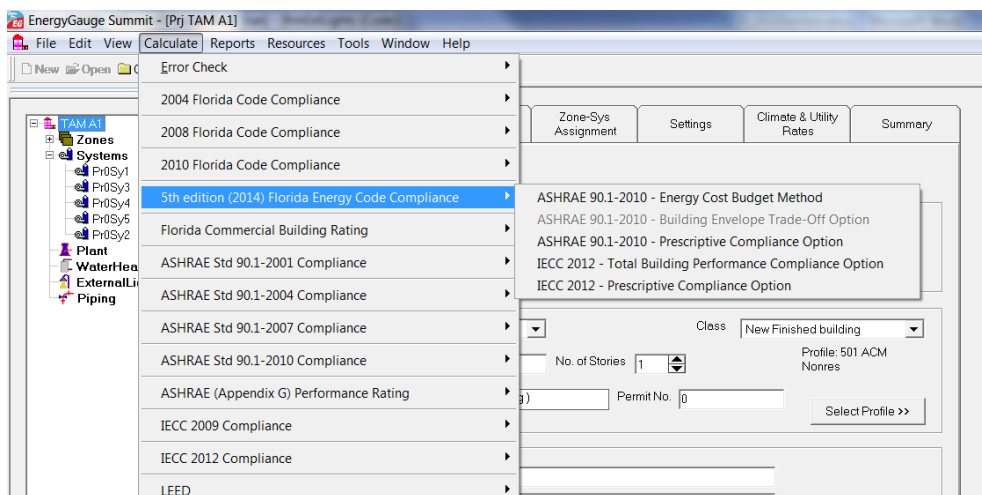 EnergyGauge Summit - [Prj TAM A1]
File Edit View Calculate Reports Resources Tools Window Help
New Open
Error Check
2004 Florida Code Compliance
2008 Florida Code Compliance
2010 Florida Code Compliance
5th edition (2014) Florida Energy Code Compliance
Florida Commercial Building Rating
ASHRAE Std 90.1-2001 Compliance
ASHRAE Std 90.1-2004 Compliance
ASHRAE Std 90.1-2007 Compliance
ASHRAE Std 90.1-2010 Compliance
ASHRAE (Appendix G) Performance Rating
IECC 2009 Compliance
IECC 2012 Compliance
LEED
ASHRAE 90.1-2010 - Energy Cost Budget Method
ASHRAE 90.1-2010 - Building Envelope Trade-Off Option
ASHRAE 90.1-2010 - Prescriptive Compliance Option
IECC 2012 - Total Building Performance Compliance Option
IECC 2012 - Prescriptive Compliance Option
TAM A1
Zones
Systems
Pr0Sy1
Pr0Sy3
Pr0Sy4
Pr0Sy5
Pr0Sy2
Plant
WaterHea
ExternalLi
Piping
Zone-Sys
Assignment
Settings
Climate & Utility
Rates
Summary
Class New Finished building
No. of Stories 1
Profile: 501 ACM
Nonres
Permit No. 0
Select Profile >>